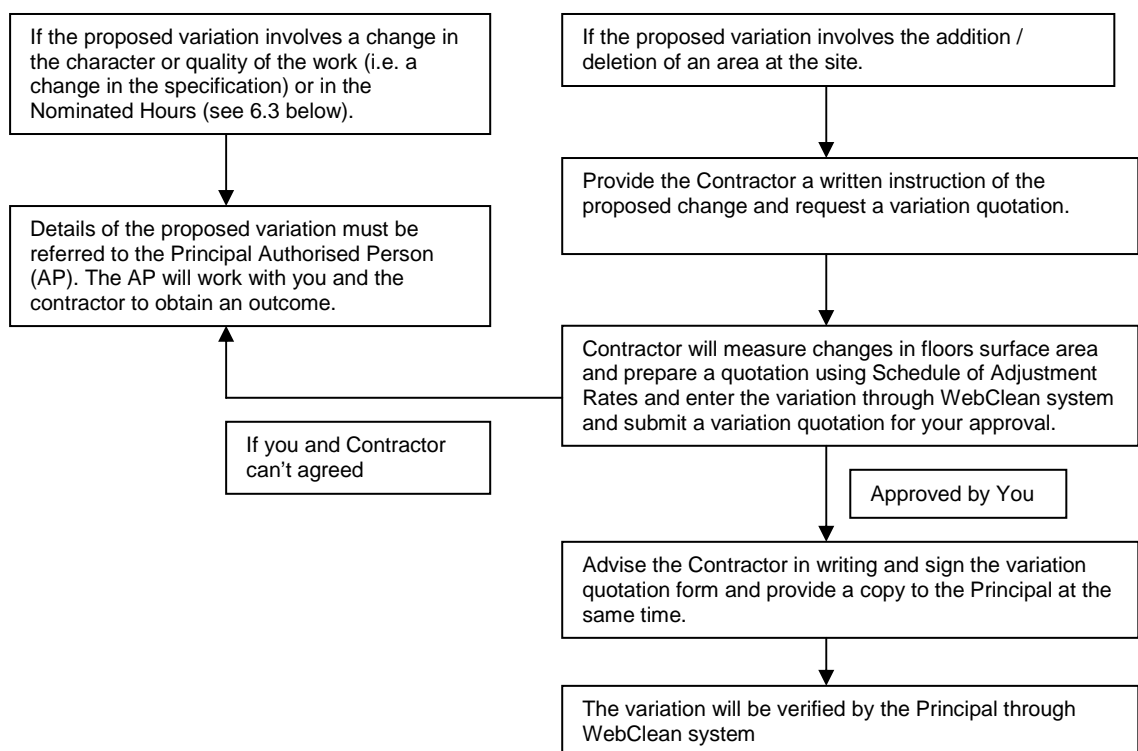 If the proposed variation involves a change in
the character or quality of the work (i.e. a
change in the specification) or in the
Nominated Hours (see 6.3 below).
If the proposed variation involves the addition /
deletion of an area at the site.
Provide the Contractor a written instruction of the
proposed change and request a variation quotation.
Details of the proposed variation must be
referred to the Principal Authorised Person
(AP). The AP will work with you and the
contractor to obtain an outcome.
Contractor will measure changes in floors surface area
and prepare a quotation using Schedule of Adjustment
Rates and enter the variation through WebClean system
and submit a variation quotation for your approval.
If you and Contractor
can't agreed
Approved by You
Advise the Contractor in writing and sign the variation
quotation form and provide a copy to the Principal at the
same time.
The variation will be verified by the Principal through
WebClean system